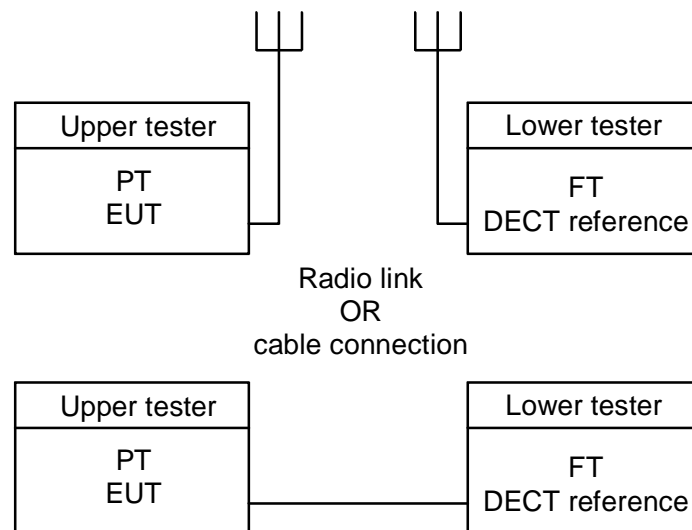 Upper tester
PT
EUT
Lower tester
FT
DECT reference
Radio link
OR
cable connection
Upper tester
PT
EUT
Lower tester
FT
DECT reference